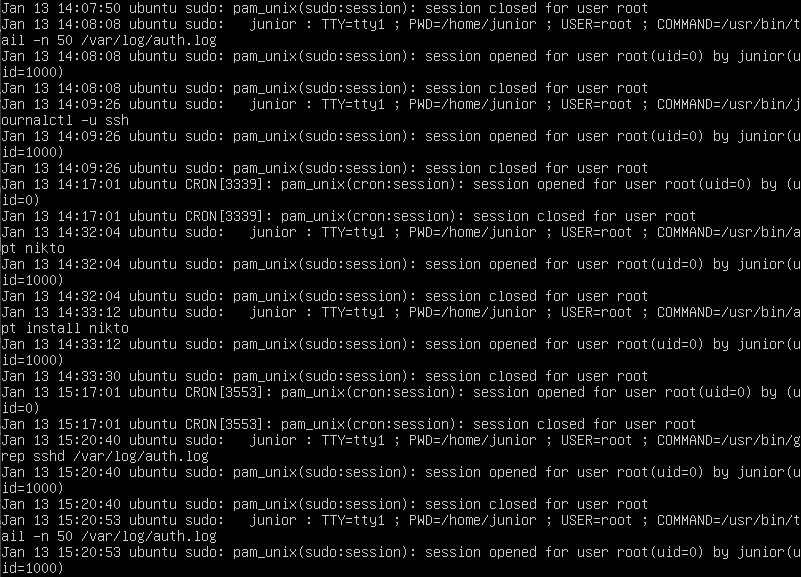 Jan 13 14:07:50 ubuntu sudo: pam_unix(sudo:session): session closed for user root
Jan 13 14:08:08 ubuntu sudo:   junior : TTY=tty1 ; PWD=/home/junior ; USER=root ; COMMAND=/usr/bin/t
ail -n 50 /var/log/auth.log
Jan 13 14:08:08 ubuntu sudo: pam_unix(sudo:session): session opened for user root(uid=0) by junior(u
id=1000)
Jan 13 14:08:08 ubuntu sudo: pam_unix(sudo:session): session closed for user root
Jan 13 14:09:26 ubuntu sudo:   junior : TTY=tty1 ; PWD=/home/junior ; USER=root ; COMMAND=/usr/bin/j
ournalctl -u ssh
Jan 13 14:09:26 ubuntu sudo: pam_unix(sudo:session): session opened for user root(uid=0) by junior(u
id=1000)
Jan 13 14:09:26 ubuntu sudo: pam_unix(sudo:session): session closed for user root
Jan 13 14:17:01 ubuntu CRON[3339]: pam_unix(cron:session): session opened for user root(uid=0) by (u
id=0)
Jan 13 14:17:01 ubuntu CRON[3339]: pam_unix(cron:session): session closed for user root
Jan 13 14:32:04 ubuntu sudo:   junior : TTY=tty1 ; PWD=/home/junior ; USER=root ; COMMAND=/usr/bin/a
pt nikto
Jan 13 14:32:04 ubuntu sudo: pam_unix(sudo:session): session opened for user root(uid=0) by junior(u
id=1000)
Jan 13 14:32:04 ubuntu sudo: pam_unix(sudo:session): session closed for user root
Jan 13 14:33:12 ubuntu sudo:   junior : TTY=tty1 ; PWD=/home/junior ; USER=root ; COMMAND=/usr/bin/a
pt install nikto
Jan 13 14:33:12 ubuntu sudo: pam_unix(sudo:session): session opened for user root(uid=0) by junior(u
id=1000)
Jan 13 14:33:30 ubuntu sudo: pam_unix(sudo:session): session closed for user root
Jan 13 15:17:01 ubuntu CRON[3553]: pam_unix(cron:session): session opened for user root(uid=0) by (u
id=0)
Jan 13 15:17:01 ubuntu CRON[3553]: pam_unix(cron:session): session closed for user root
Jan 13 15:20:40 ubuntu sudo:   junior : TTY=tty1 ; PWD=/home/junior ; USER=root ; COMMAND=/usr/bin/g
rep sshd /var/log/auth.log
Jan 13 15:20:40 ubuntu sudo: pam_unix(sudo:session): session opened for user root(uid=0) by junior(u
id=1000)
Jan 13 15:20:40 ubuntu sudo: pam_unix(sudo:session): session closed for user root
Jan 13 15:20:53 ubuntu sudo:   junior : TTY=tty1 ; PWD=/home/junior ; USER=root ; COMMAND=/usr/bin/t
ail -n 50 /var/log/auth.log
Jan 13 15:20:53 ubuntu sudo: pam_unix(sudo:session): session opened for user root(uid=0) by junior(u
id=1000)